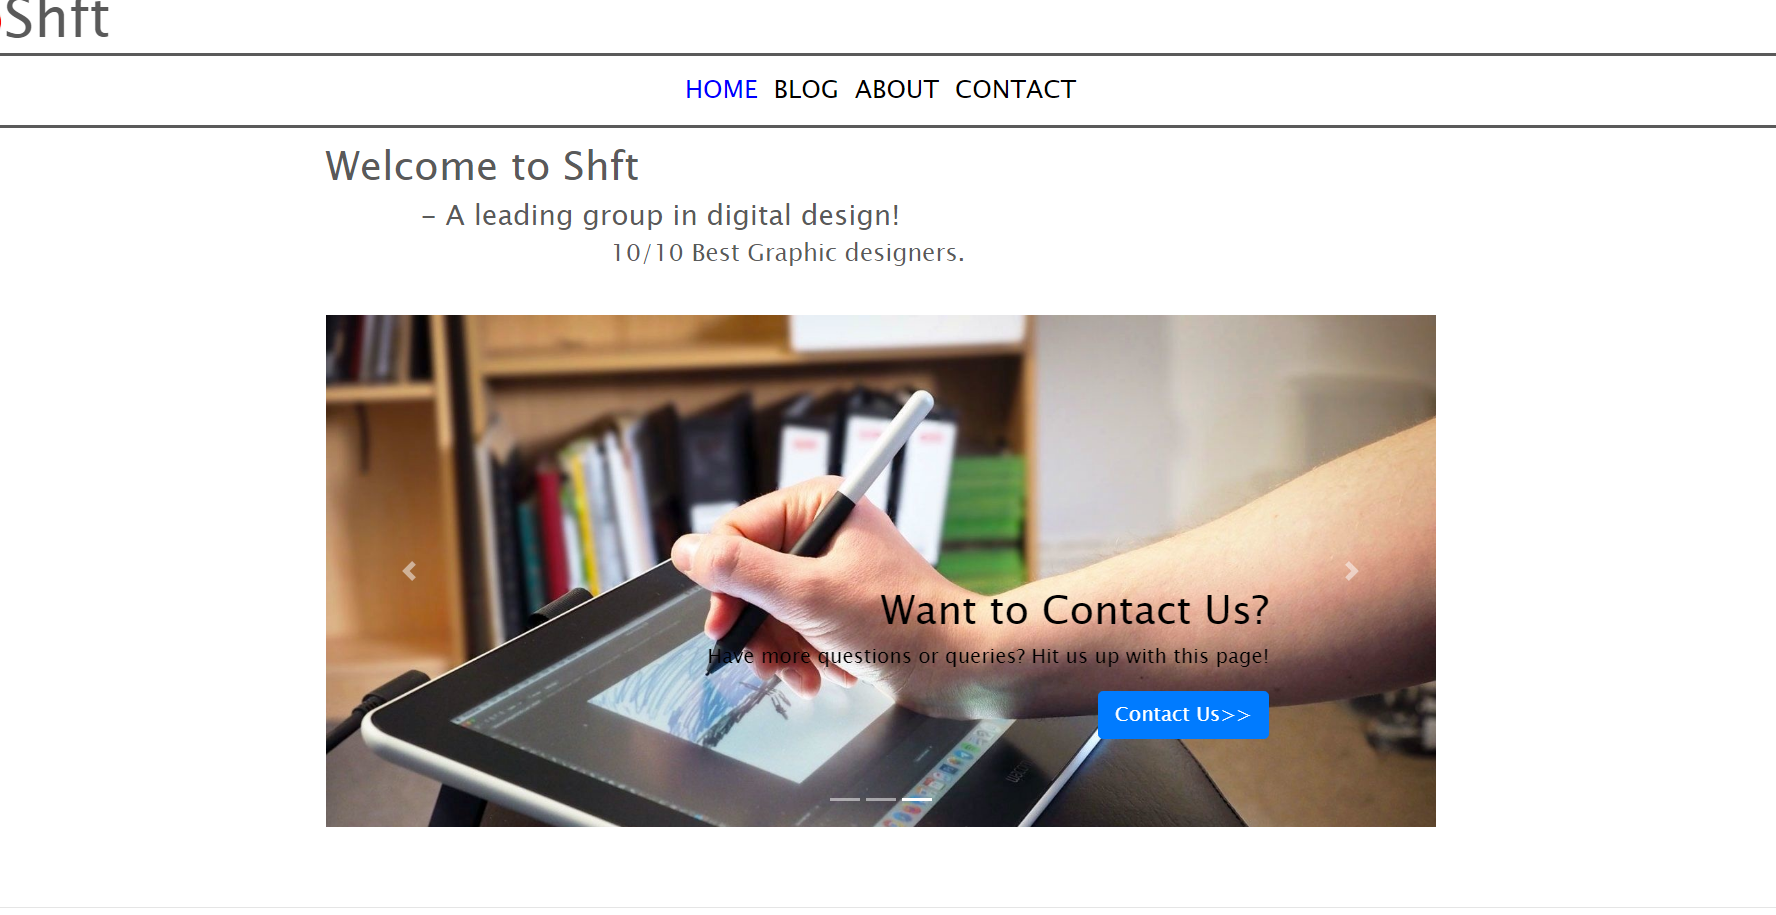 Shft
HOME BLOG ABOUT CONTACT
Welcome to Shft
– A leading group in digital design!
10/10 Best Graphic designers.
Want to Contact Us?
Have more questions or queries? Hit us up with this page!
Contact Us>>
wacom